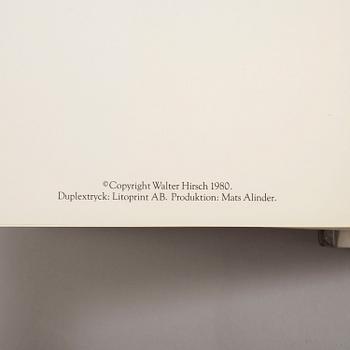 ©Copyright Walter Hirsch 1980.
Duplextryck: Litoprint AB. Produktion: Mats Alinder.